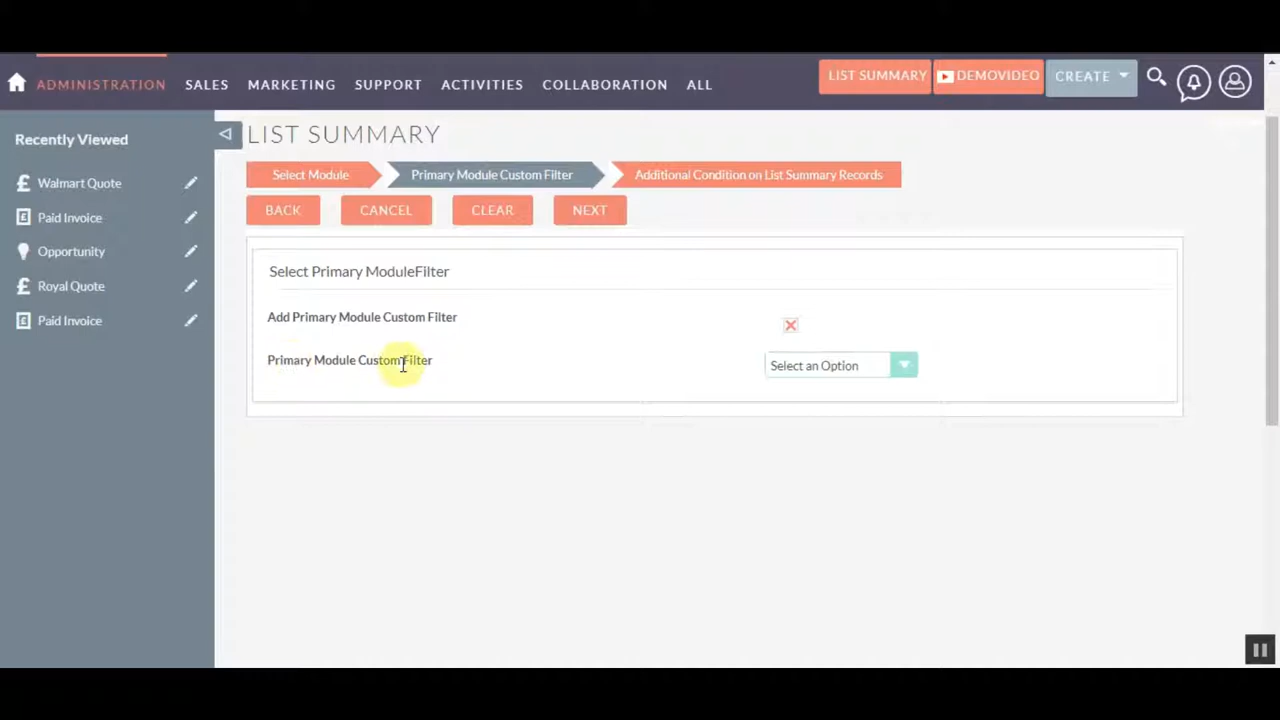 ADMINISTRATION SALES MARKETING SUPPORT ACTIVITIES COLLABORATION ALL LIST SUMMARY DEMOVIDEO CREATE
Recently Viewed
Walmart Quote
Paid Invoice
Opportunity
Royal Quote
Paid Invoice
LIST SUMMARY
Select Module Primary Module Custom Filter Additional Condition on List Summary Records
BACK CANCEL CLEAR NEXT
Select Primary ModuleFilter
Add Primary Module Custom Filter
Primary Module Custom Filter Select an Option